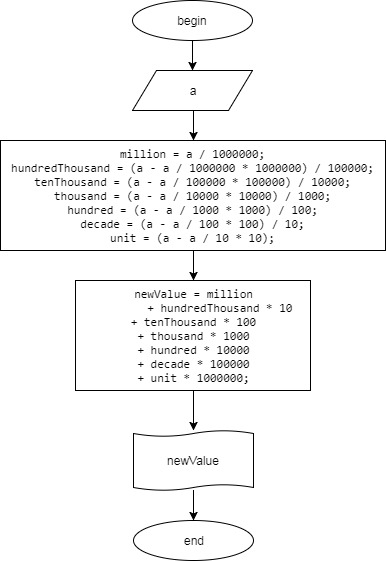 begin
a
million = a / 1000000;
hundredThousand = (a - a / 1000000 * 1000000) / 100000;
tenThousand = (a - a / 100000 * 100000) / 10000;
thousand = (a - a / 10000 * 10000) / 1000;
hundred = (a - a / 1000 * 1000) / 100;
decade = (a - a / 100 * 100) / 10;
unit = (a - a / 10 * 10);
newValue = million
+ hundredThousand * 10
+ tenThousand * 100
+ thousand * 1000
+ hundred * 10000
+ decade * 100000
+ unit * 1000000;
newValue
end